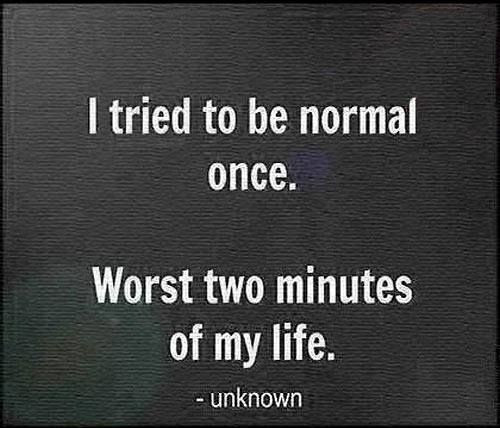 I tried to be normal
once.
Worst two minutes
of my life.
- unknown